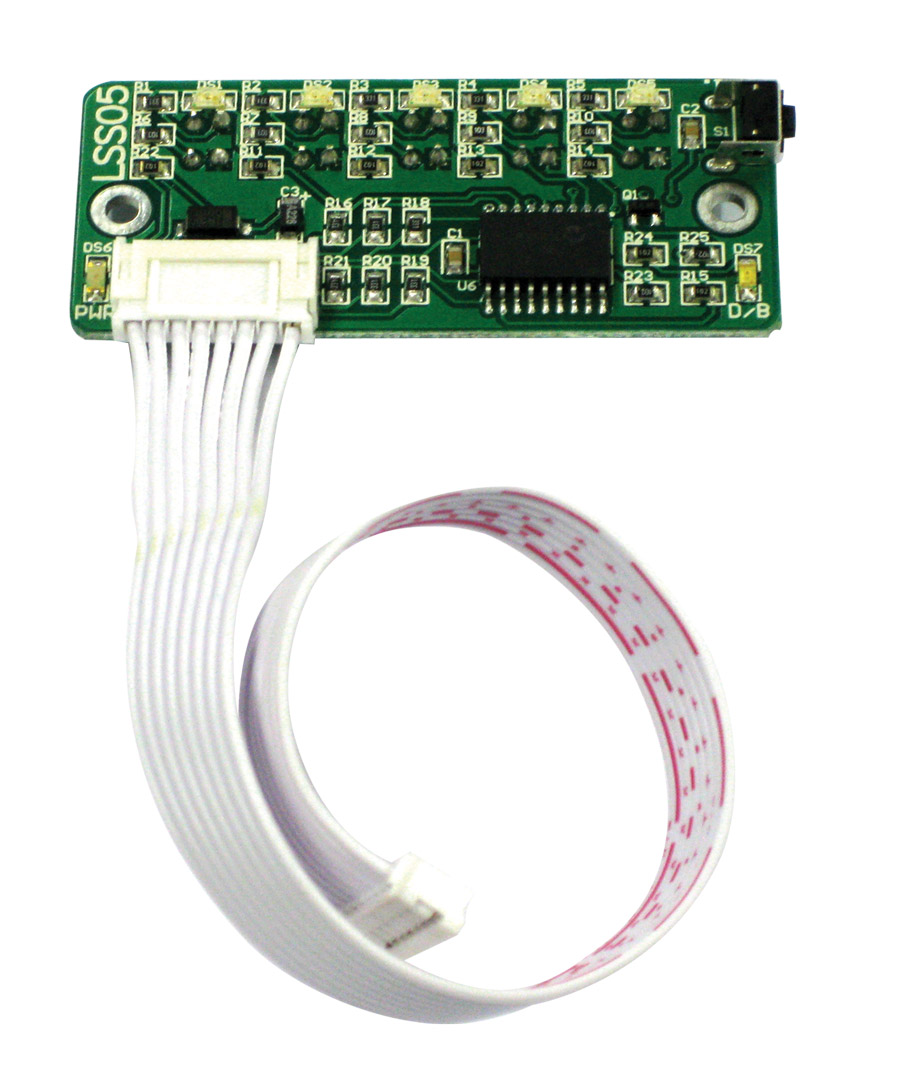 LSS05
R1 DS1 R2 DS2 R3 DS3 R4 DS4 R5 DS5
R6 R7 R8 R9 R10 C2 S1
R22 R11 R12 R13 R14
C3 R16 R17 R18 Q1
DS6 C1 R24 R25 DS7
R21 R20 R19 U6 R23 R15
PWR D/B